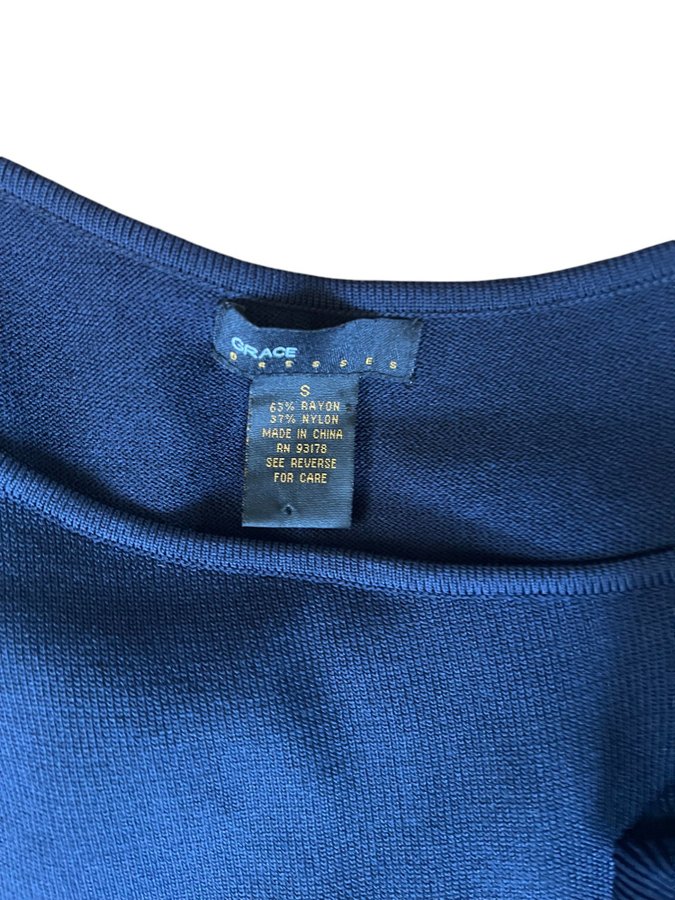 GRACE
DRESSES
S
63% RAYON
37% NYLON
MADE IN CHINA
RN 93178
SEE REVERSE
FOR CARE